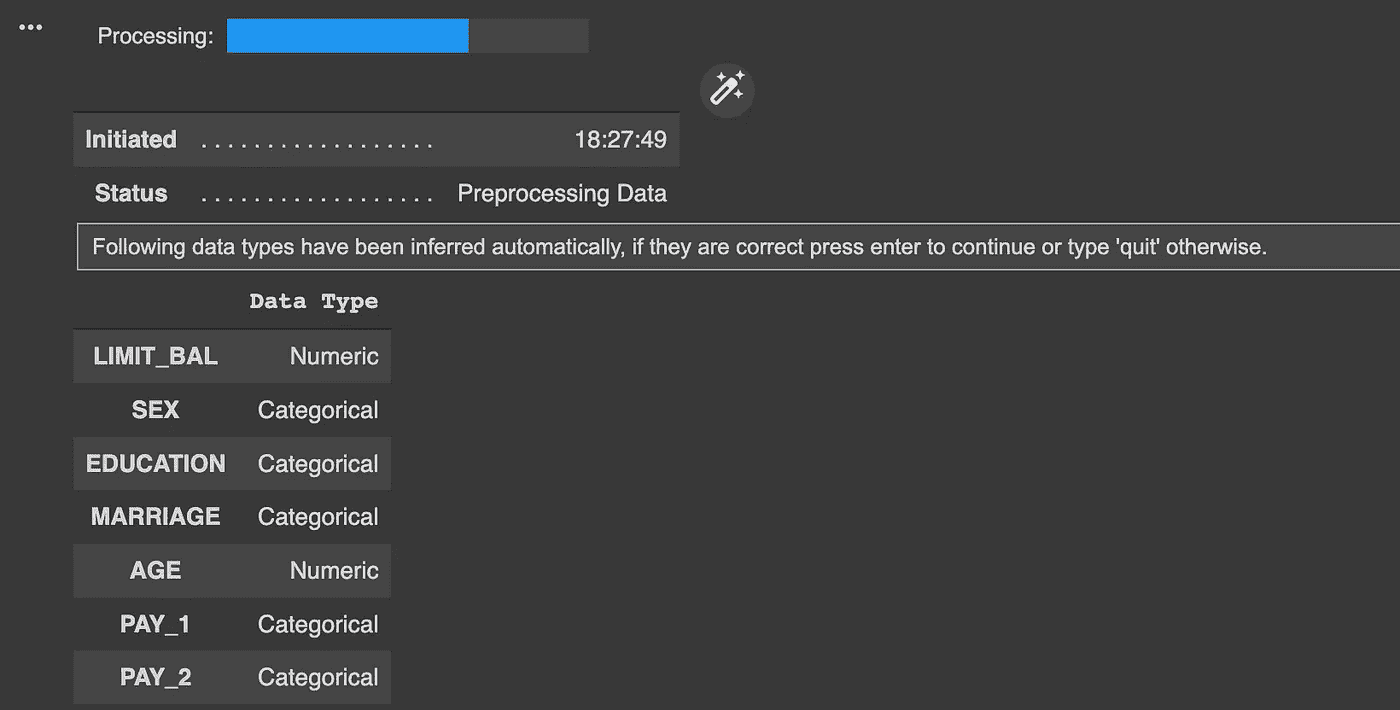 Processing:
Initiated . . . . . . . . . . . . . . . . . . 18:27:49
Status . . . . . . . . . . . . . . . . . . Preprocessing Data
Following data types have been inferred automatically, if they are correct press enter to continue or type 'quit' otherwise.
Data Type
LIMIT_BAL Numeric
SEX Categorical
EDUCATION Categorical
MARRIAGE Categorical
AGE Numeric
PAY_1 Categorical
PAY_2 Categorical